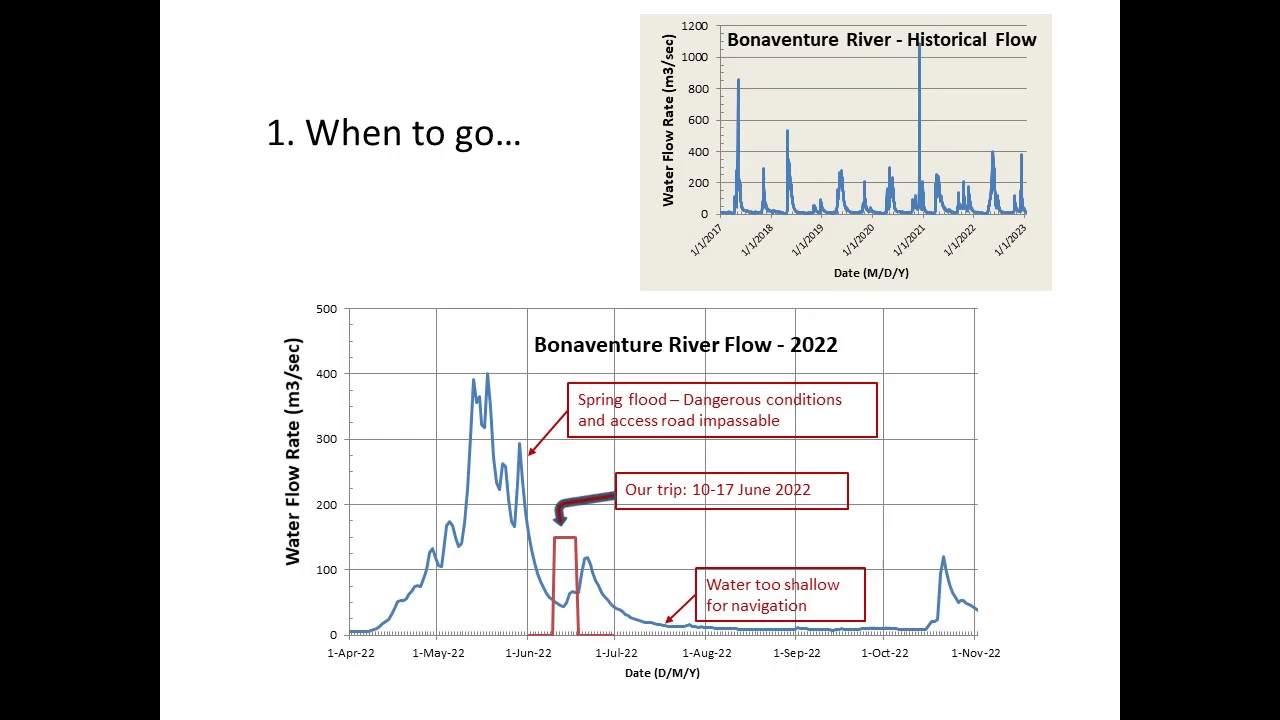 1. When to go...
Bonaventure River - Historical Flow
Water Flow Rate (m3/sec)
1200
1000
800
600
400
200
0
1/1/2017
1/1/2018
1/1/2019
1/1/2020
1/1/2021
1/1/2022
1/1/2023
Date (M/D/Y)
Bonaventure River Flow - 2022
Water Flow Rate (m3/sec)
500
400
300
200
100
0
Spring flood – Dangerous conditions
and access road impassable
Our trip: 10-17 June 2022
Water too shallow
for navigation
1-Apr-22
1-May-22
1-Jun-22
1-Jul-22
1-Aug-22
1-Sep-22
1-Oct-22
1-Nov-22
Date (D/M/Y)